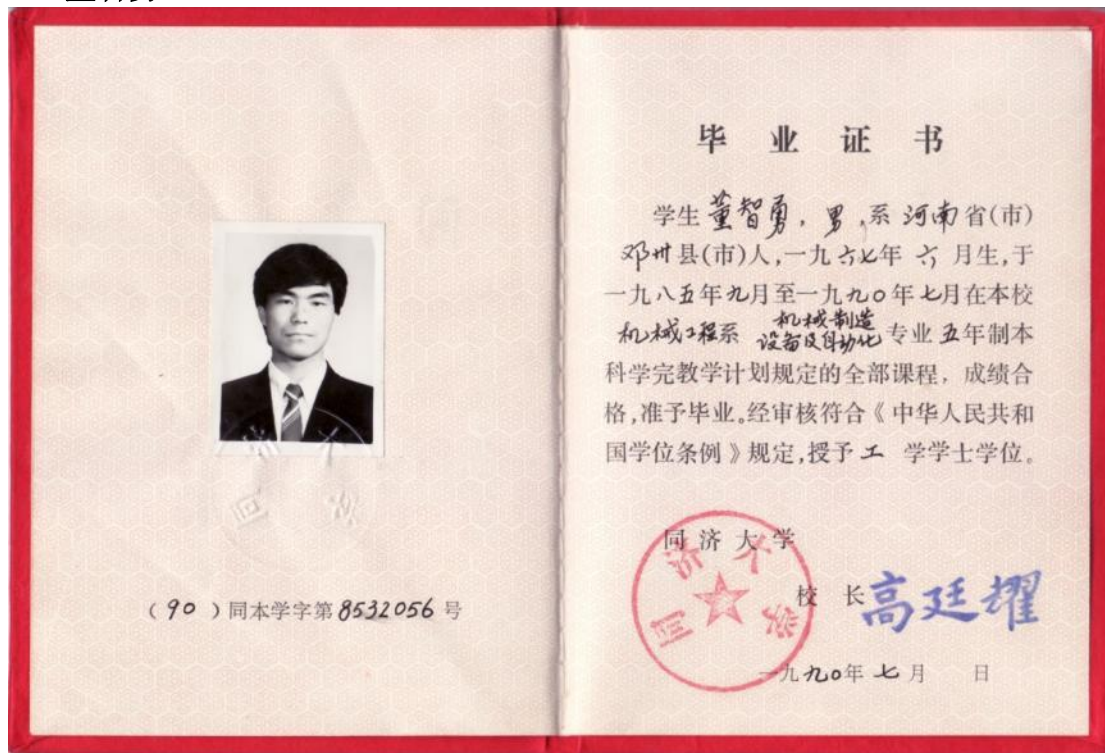 (90)同本学字第8532056号
毕业证书
学生董智勇,男,系河南省(市)
邓州县(市)人,一九六七年六月生,于
一九八五年九月至一九九〇年七月在本校
机械工程系机械制造设备及自动化专业五年制本
科学完教学计划规定的全部课程，成绩合
格,准予毕业。经审核符合《中华人民共和
国学位条例》规定,授予工学学士学位。
同济大学
同济大学
校长高廷耀
一九九〇年七月 日